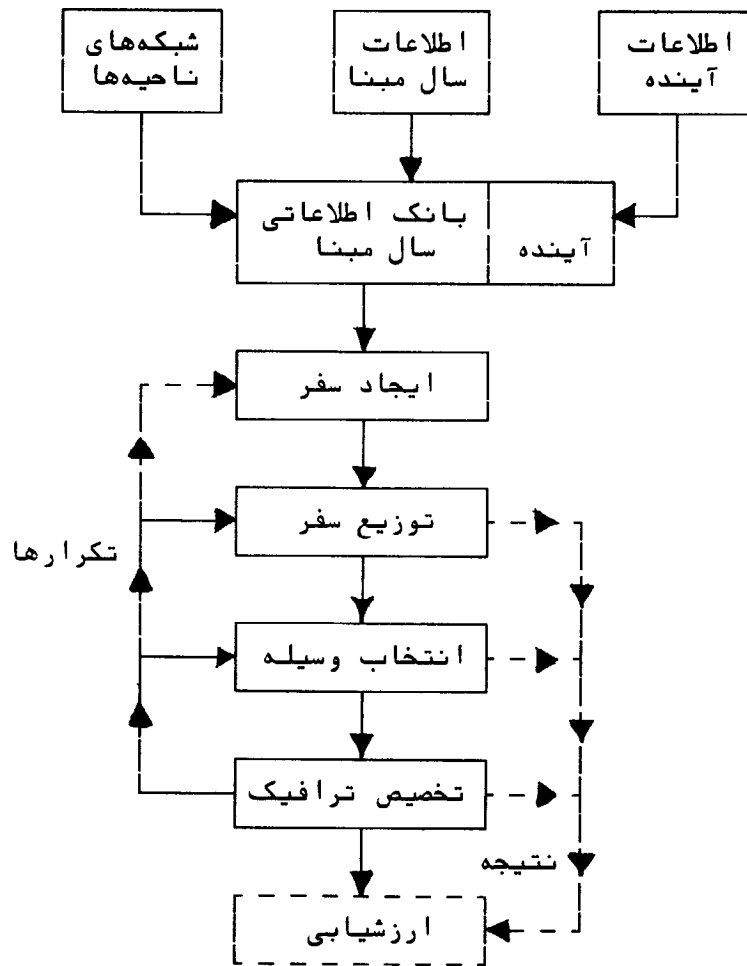 اطلاعات
آینده
اطلاعات
سال مبنا
شبکه‌های
ناحیه‌ها
بانک اطلاعاتی
سال مبنا
آینده
ایجاد سفر
توزیع سفر
تکرارها
انتخاب وسیله
تخصیص ترافیک
نتیجه
ارزشیابی